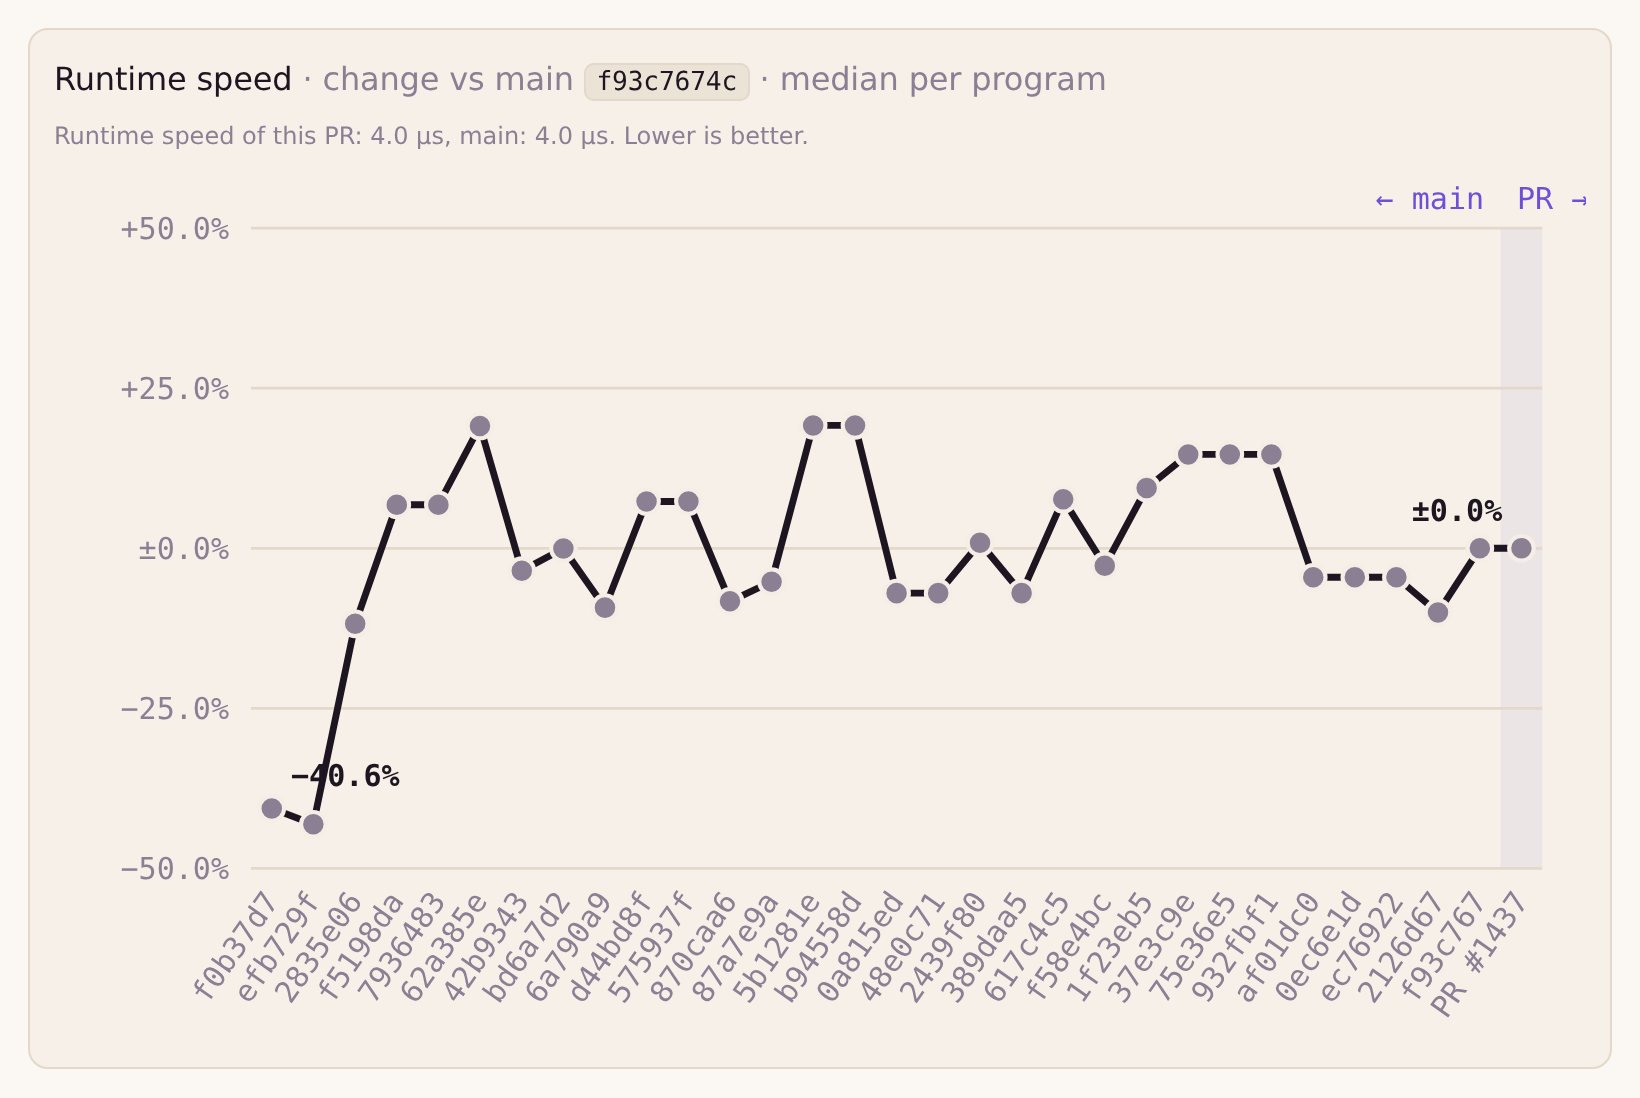 Runtime speed · change vs main f93c7674c · median per program
Runtime speed of this PR: 4.0 µs, main: 4.0 µs. Lower is better.
← main PR →
+50.0%
+25.0%
±0.0%
−25.0%
−50.0%
±0.0%
−40.6%
f0b37d7
efb729f
2835e06
f5198da
7936483
62a385e
42b9343
bd6a7d2
6a790a9
d44bd8f
575937f
870caa6
87a7e9a
5b1281e
b94558d
0a815ed
48e0c71
2439f80
389daa5
617c4c5
f58e4bc
1f23eb5
37e3c9e
75e36e5
932fbf1
af01dc0
0ec6e1d
ec76922
2126d67
f93c767
PR #1437